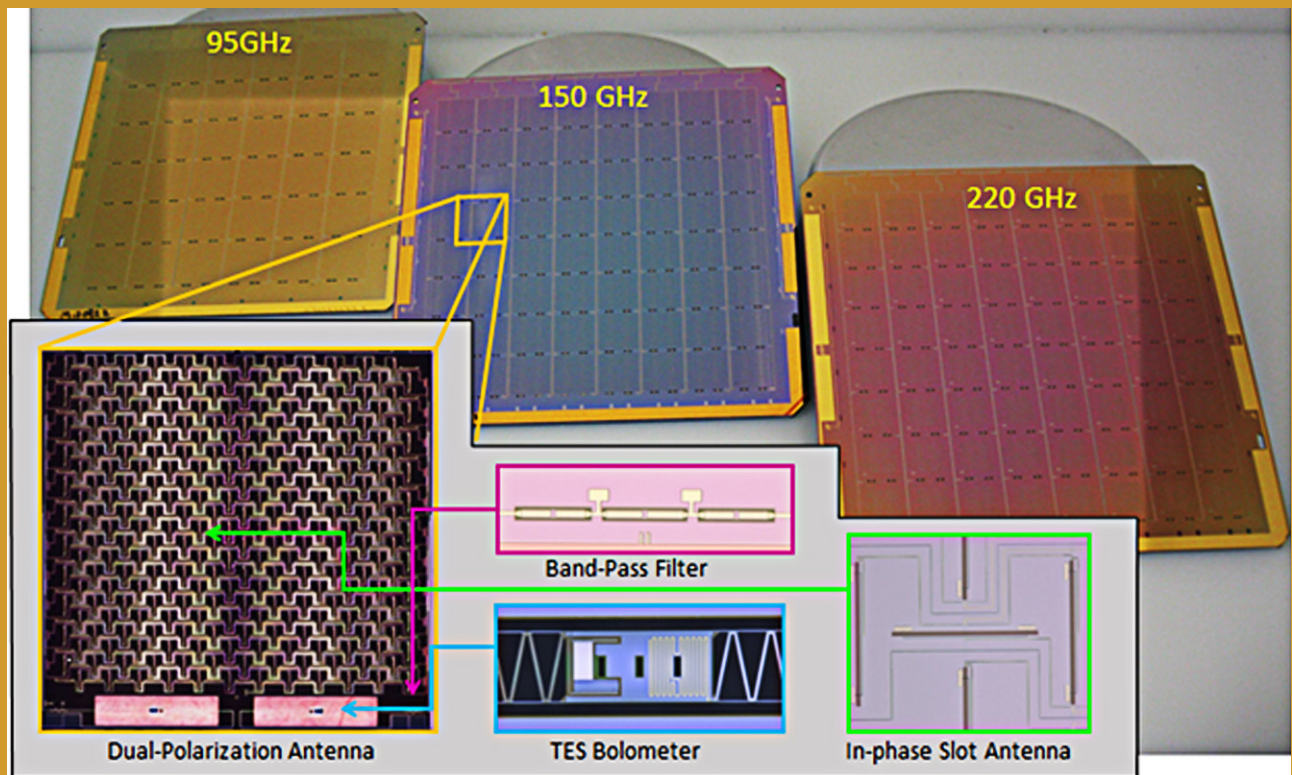 95GHz
150 GHz
220 GHz
Band-Pass Filter
Dual-Polarization Antenna
TES Bolometer
In-phase Slot Antenna